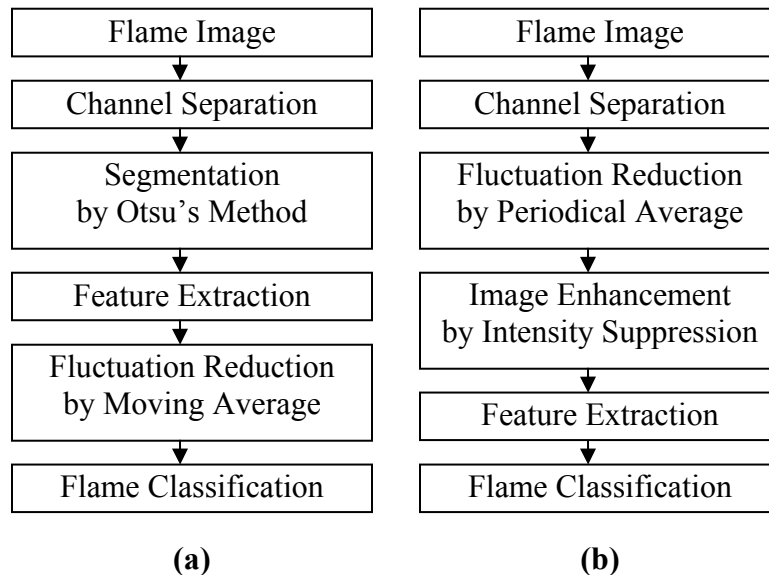 Flame Image
Channel Separation
Segmentation
by Otsu’s Method
Feature Extraction
Fluctuation Reduction
by Moving Average
Flame Classification
(a)
Flame Image
Channel Separation
Fluctuation Reduction
by Periodical Average
Image Enhancement
by Intensity Suppression
Feature Extraction
Flame Classification
(b)